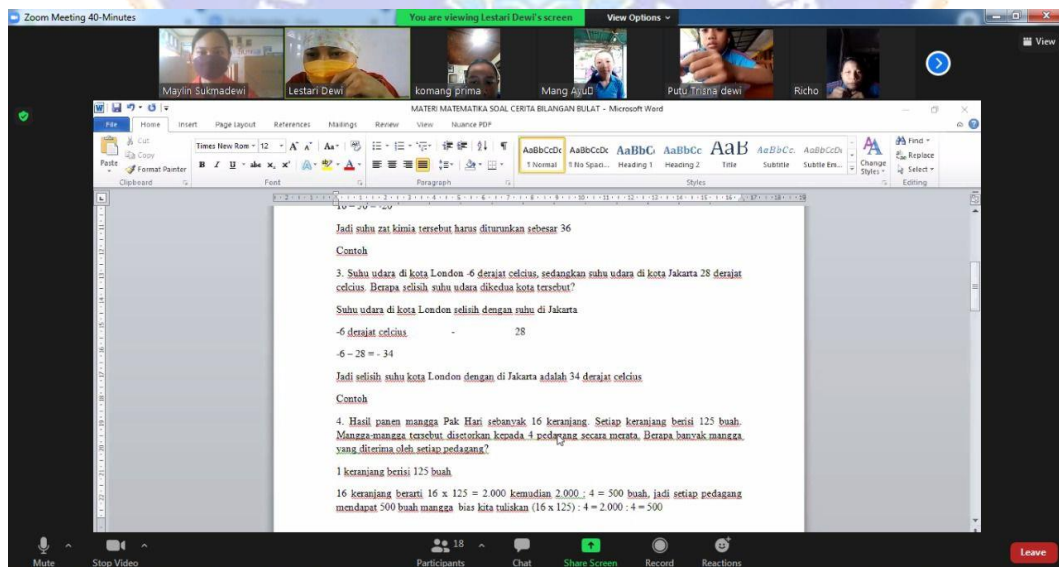 Zoom Meeting 40-Minutes
You are viewing Lestari Dewi's screen
View Options
View
Maylin Sukmadewi
Lestari Dewi
komang prima
Mang Ayu
Putu Trisna dewi
Richo
MATERI MATEMATIKA SOAL CERITA BILANGAN BULAT - Microsoft Word
File Home Insert Page Layout References Mailings Review View Nuance PDF
Paste
Cut
Copy
Format Painter
Clipboard
Times New Rom 12
Font
Paragraph
AaBbCcDc AaBbCcDc AaBbC AaBbCc AaB AaBbCc. AaBbCcDc
¶ Normal ¶ No Spaci... Heading 1 Heading 2 Title Subtitle Subtle Em...
Styles
Change Styles
Find
Replace
Select
Editing
Jadi suhu zat kimia tersebut harus diturunkan sebesar 36
Contoh
3. Suhu udara di kota London -6 derajat celcius, sedangkan suhu udara di kota Jakarta 28 derajat
celcius. Berapa selisih suhu udara dikedua kota tersebut?
Suhu udara di kota London selisih dengan suhu di Jakarta
-6 derajat celcius - 28
-6 – 28 = - 34
Jadi selisih suhu kota London dengan di Jakarta adalah 34 derajat celcius
Contoh
4. Hasil panen mangga Pak Hari sebanyak 16 keranjang. Setiap keranjang berisi 125 buah.
Mangga-mangga tersebut disetorkan kepada 4 pedagang secara merata. Berapa banyak mangga
yang diterima oleh setiap pedagang?
1 keranjang berisi 125 buah
16 keranjang berarti 16 x 125 = 2.000 kemudian 2.000 : 4 = 500 buah, jadi setiap pedagang
mendapat 500 buah mangga bias kita tuliskan (16 x 125) : 4 = 2.000 : 4 = 500
Mute
Stop Video
18
Participants
Chat
Share Screen
Record
Reactions
Leave